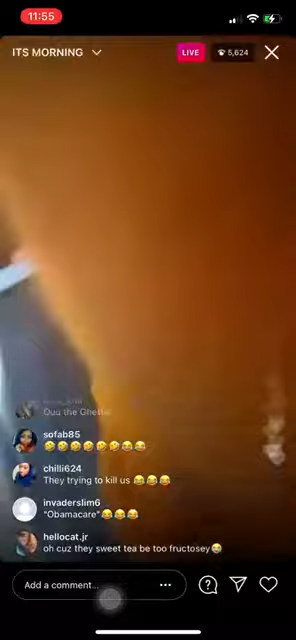 11:55
ITS MORNING
LIVE
5,624
Quu the Ghetto
sofab85
🤣🤣🤣🤣🤣🤣🤣😂😂
chilli624
They trying to kill us 😂😂😂
invaderslim6
"Obamacare"😂😂😂
hellocat.jr
oh cuz they sweet tea be too fructosey😭
Add a comment...